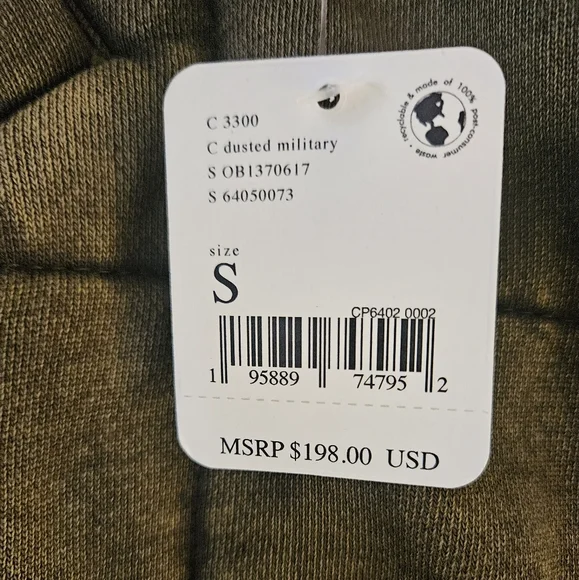 recyclable & made of 100% post-consumer waste •
C 3300
C dusted military
S OB1370617
S 64050073
size
S
CP6402 0002
1 95889 74795 2
MSRP $198.00 USD